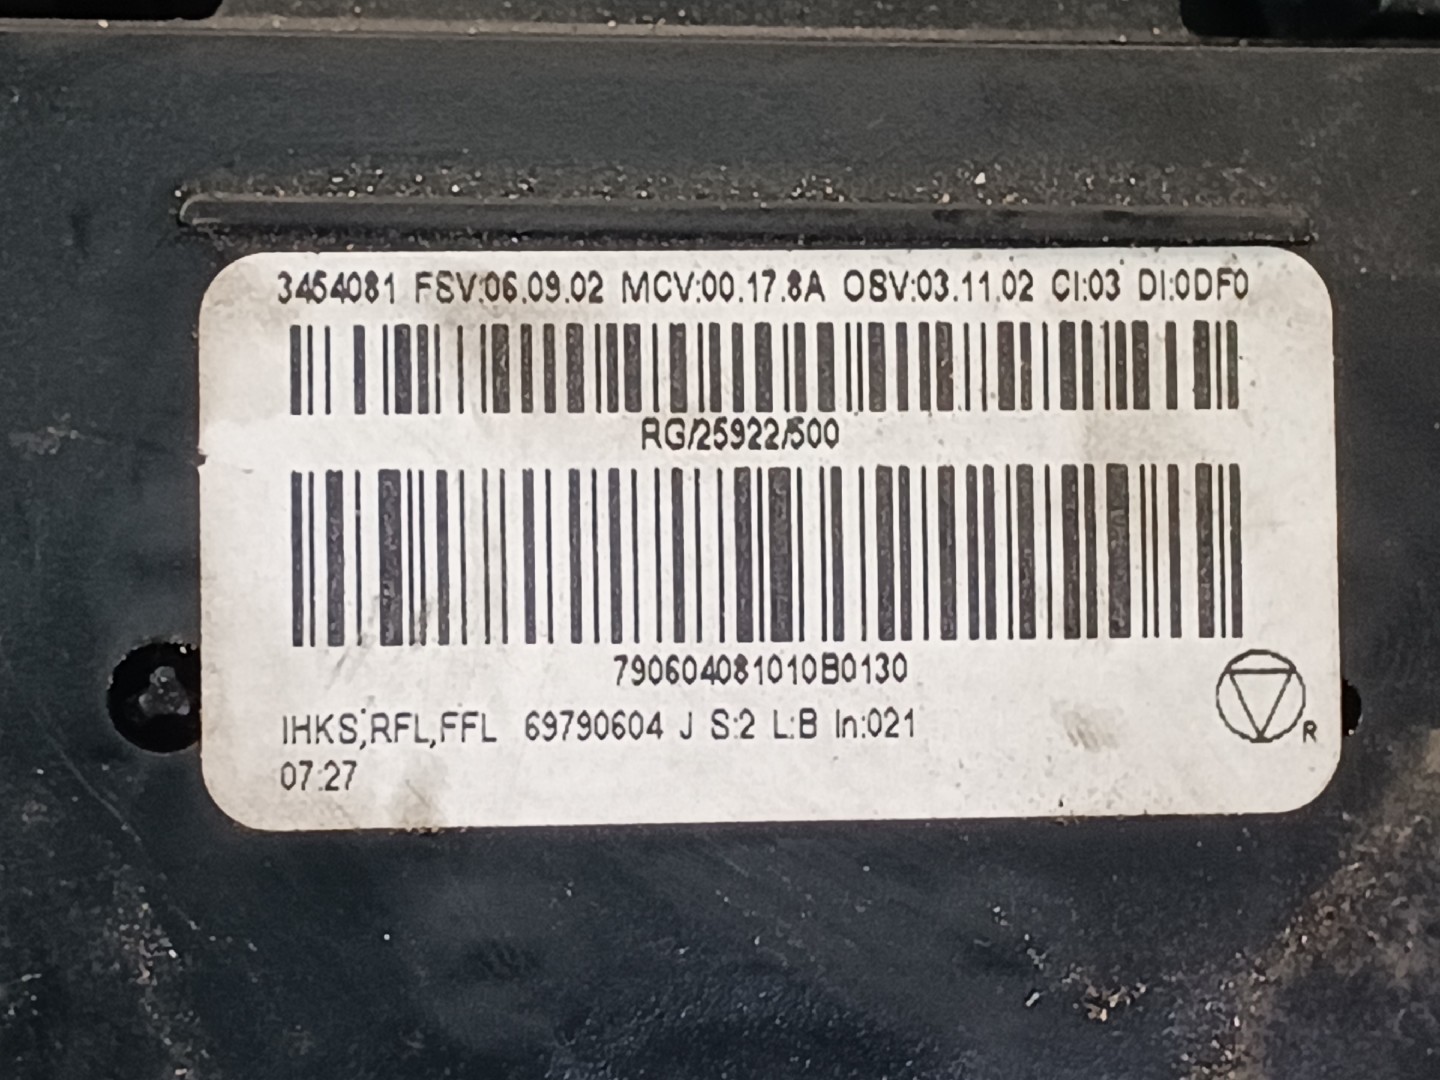 3454081 FSV:06.09.02 MCV:00.17.8A OSV:03.11.02 CI:03 DI:0DF0
RG/25922/500
790604081010B0130
IHKS,RFL,FFL 69790604 J S:2 L:B In:021
R
07:27